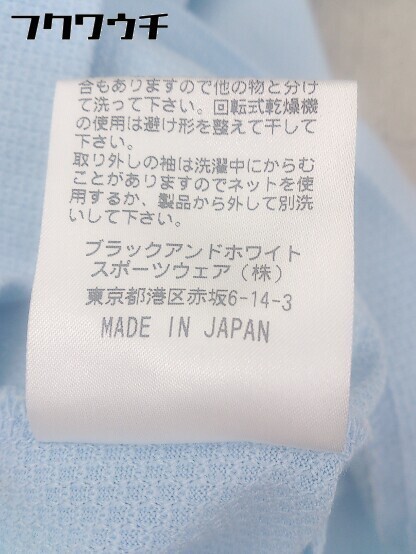 フクワウチ
合もありますので他の物と分け
て洗って下さい。回転式乾燥機
の使用は避け形を整えて干して
下さい。
取り外しの袖は洗濯中にからむ
ことがありますのでネットを使
用するか、製品から外して別洗
いして下さい。
ブラックアンドホワイト
スポーツウェア(株)
東京都港区赤坂6-14-3
MADE IN JAPAN